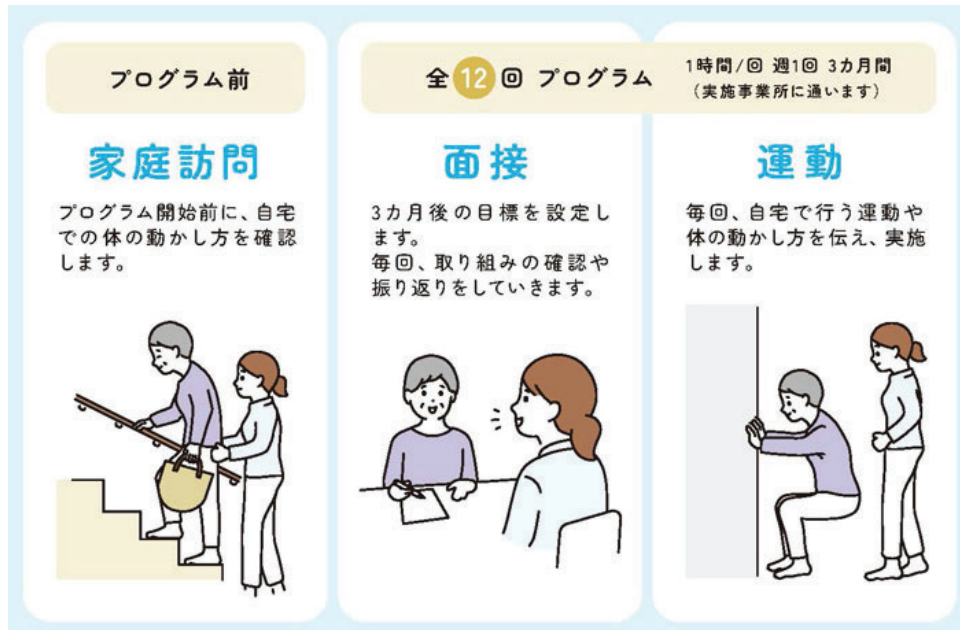 プログラム前
全12回 プログラム
1時間/回 週1回 3カ月間
（実施事業所に通います）
家庭訪問
プログラム開始前に、自宅
での体の動かし方を確認
します。
面接
3カ月後の目標を設定し
ます。
毎回、取り組みの確認や
振り返りをしていきます。
運動
毎回、自宅で行う運動や
体の動かし方を伝え、実施
します。